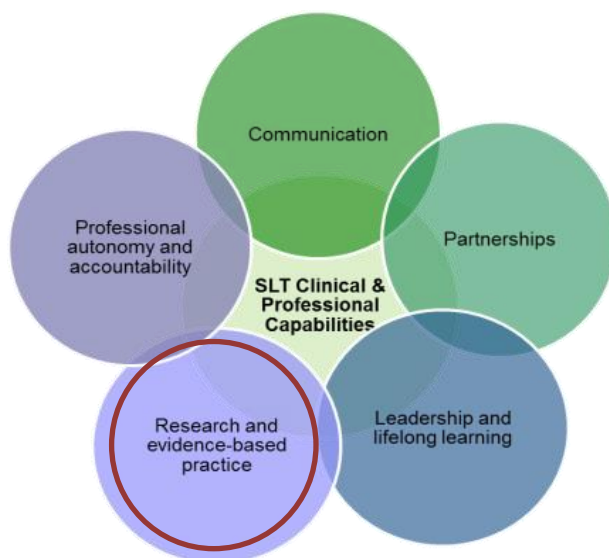 Communication
Partnerships
Professional
autonomy and
accountability
SLT Clinical &
Professional
Capabilities
Leadership and
lifelong learning
Research and
evidence-based
practice